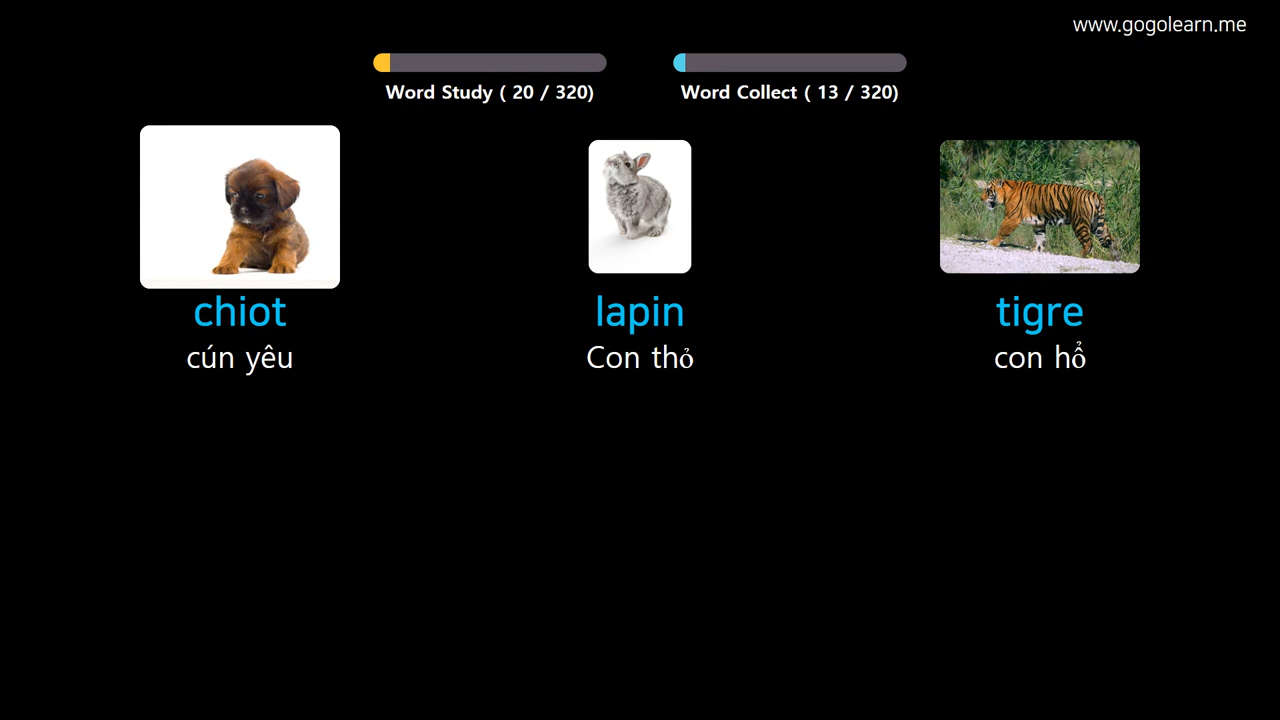 www.gogolearn.me
Word Study ( 20 / 320)
Word Collect ( 13 / 320)
chiot
lapin
tigre
cún yêu
Con thỏ
con hổ